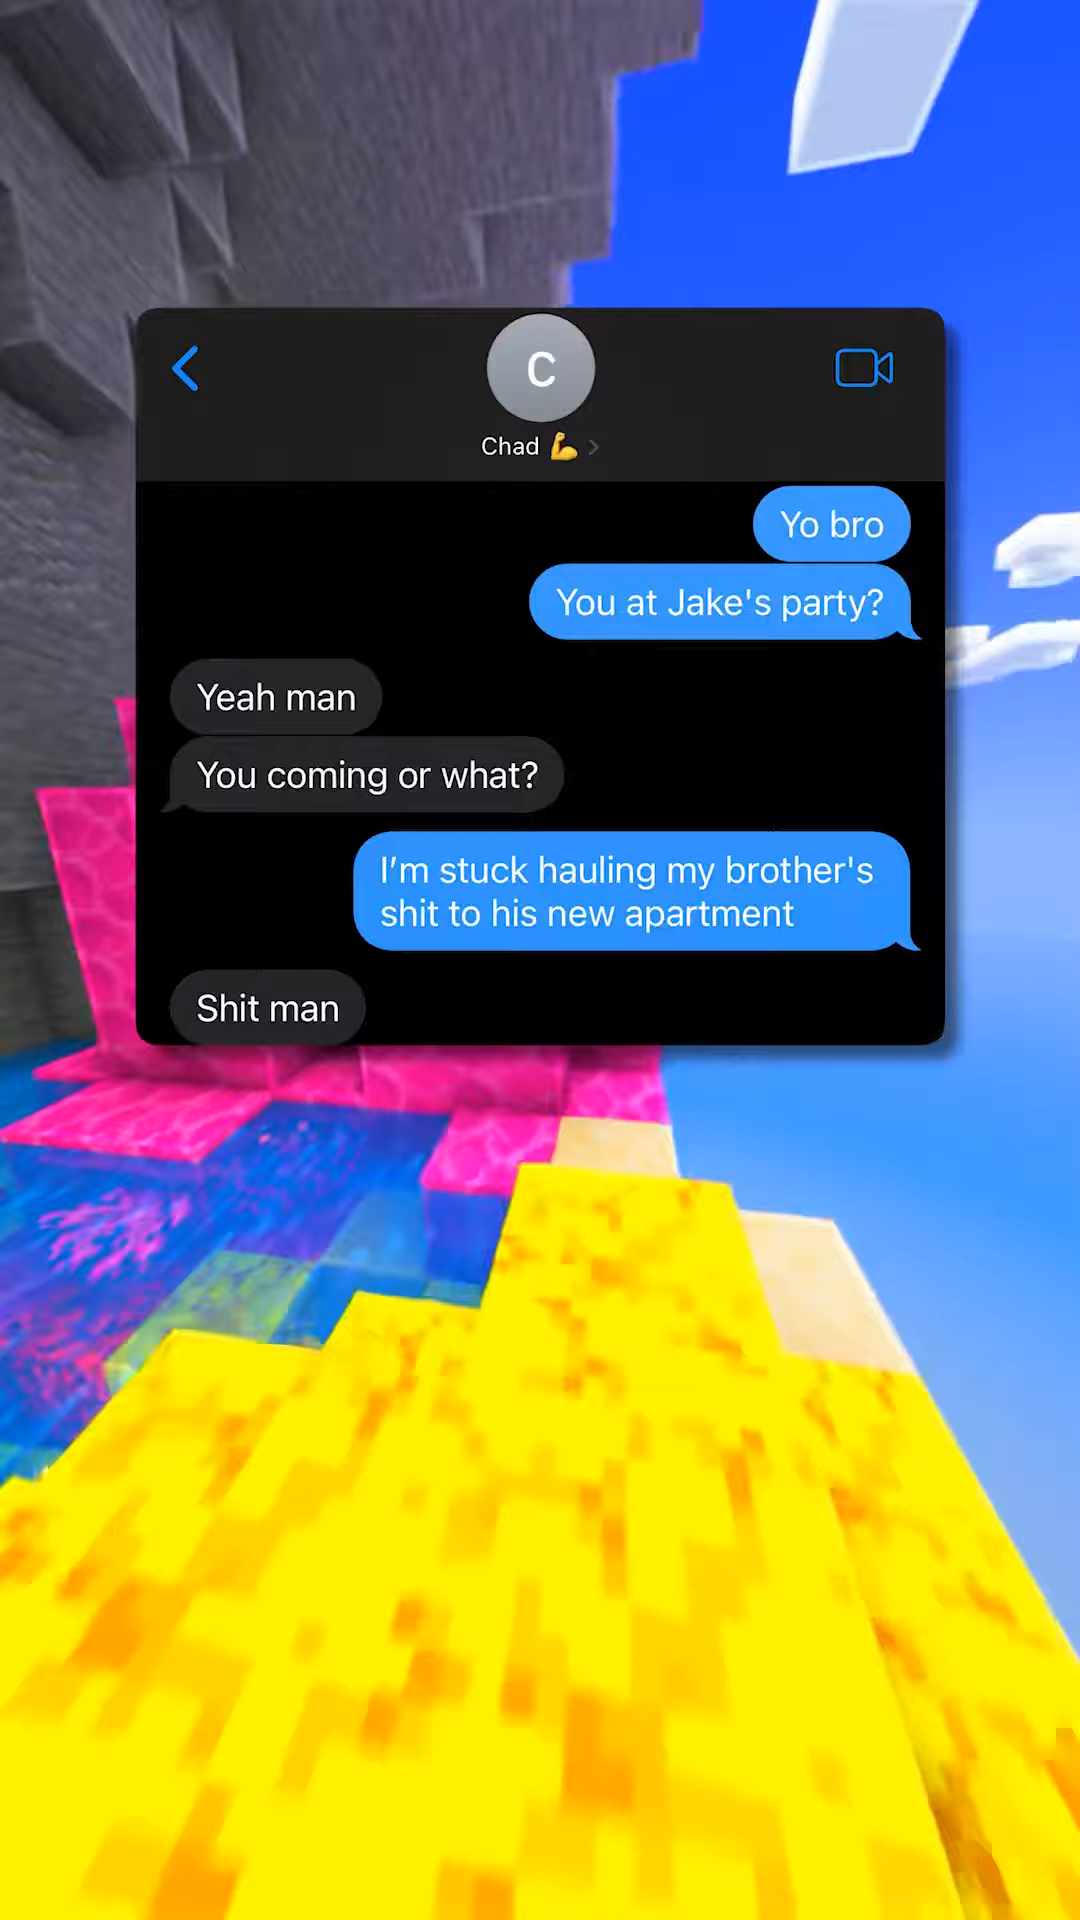 C
Chad 💪
Yo bro
You at Jake's party?
Yeah man
You coming or what?
I’m stuck hauling my brother's
shit to his new apartment
Shit man